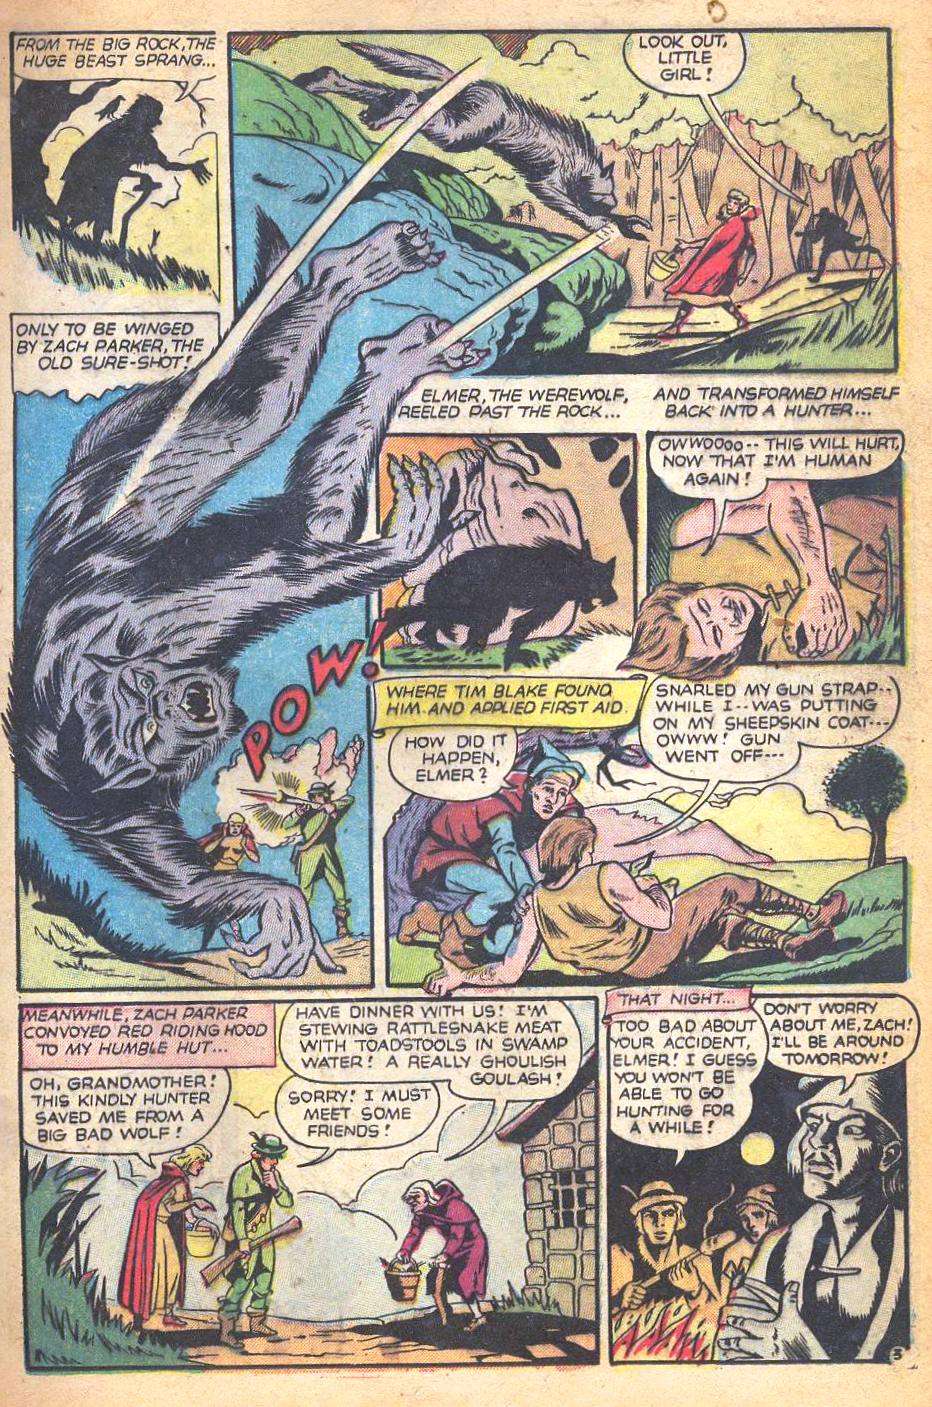 FROM THE BIG ROCK, THE
HUGE BEAST SPRANG...
LOOK OUT,
LITTLE
GIRL!
ONLY TO BE WINGED
BY ZACH PARKER, THE
OLD SURE-SHOT!
POW!
ELMER, THE WEREWOLF,
REELED PAST THE ROCK...
AND TRANSFORMED HIMSELF
BACK INTO A HUNTER...
OWWOOOO-- THIS WILL HURT,
NOW THAT I'M HUMAN
AGAIN!
WHERE TIM BLAKE FOUND
HIM AND APPLIED FIRST AID.
HOW DID IT
HAPPEN,
ELMER?
SNARLED MY GUN STRAP--
WHILE I--WAS PUTTING
ON MY SHEEPSKIN COAT---
OWWW! GUN
WENT OFF---
MEANWHILE, ZACH PARKER
CONVOYED RED RIDING HOOD
TO MY HUMBLE HUT...
OH, GRANDMOTHER!
THIS KINDLY HUNTER
SAVED ME FROM A
BIG BAD WOLF!
SORRY! I MUST
MEET SOME
FRIENDS!
HAVE DINNER WITH US! I'M
STEWING RATTLESNAKE MEAT
WITH TOADSTOOLS IN SWAMP
WATER! A REALLY GHOULISH
GOULASH!
THAT NIGHT...
TOO BAD ABOUT
YOUR ACCIDENT,
ELMER! I GUESS
YOU WON'T BE
ABLE TO GO
HUNTING FOR
A WHILE!
DON'T WORRY
ABOUT ME, ZACH!
I'LL BE AROUND
TOMORROW!
3